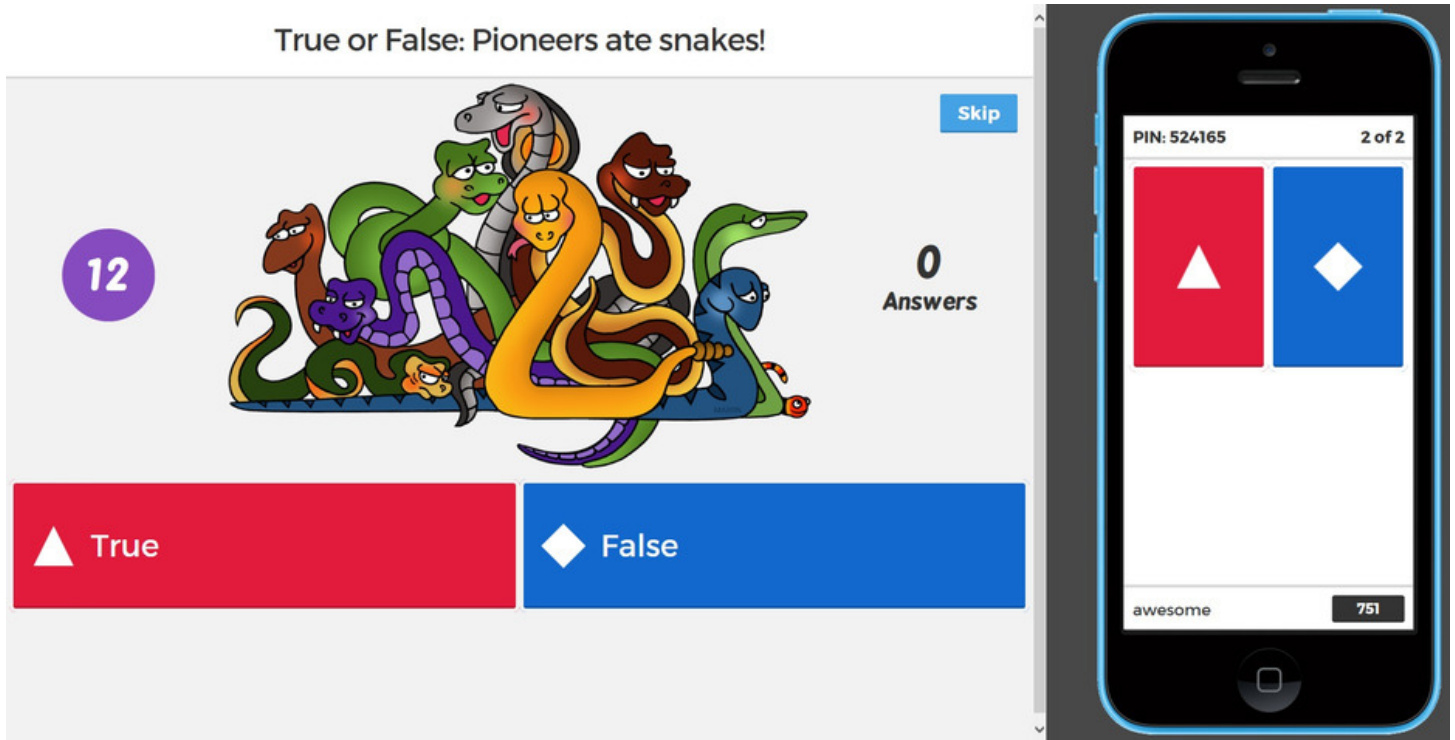 True or False: Pioneers ate snakes!
Skip
12
0
Answers
True
False
PIN: 524165 2 of 2
awesome 751